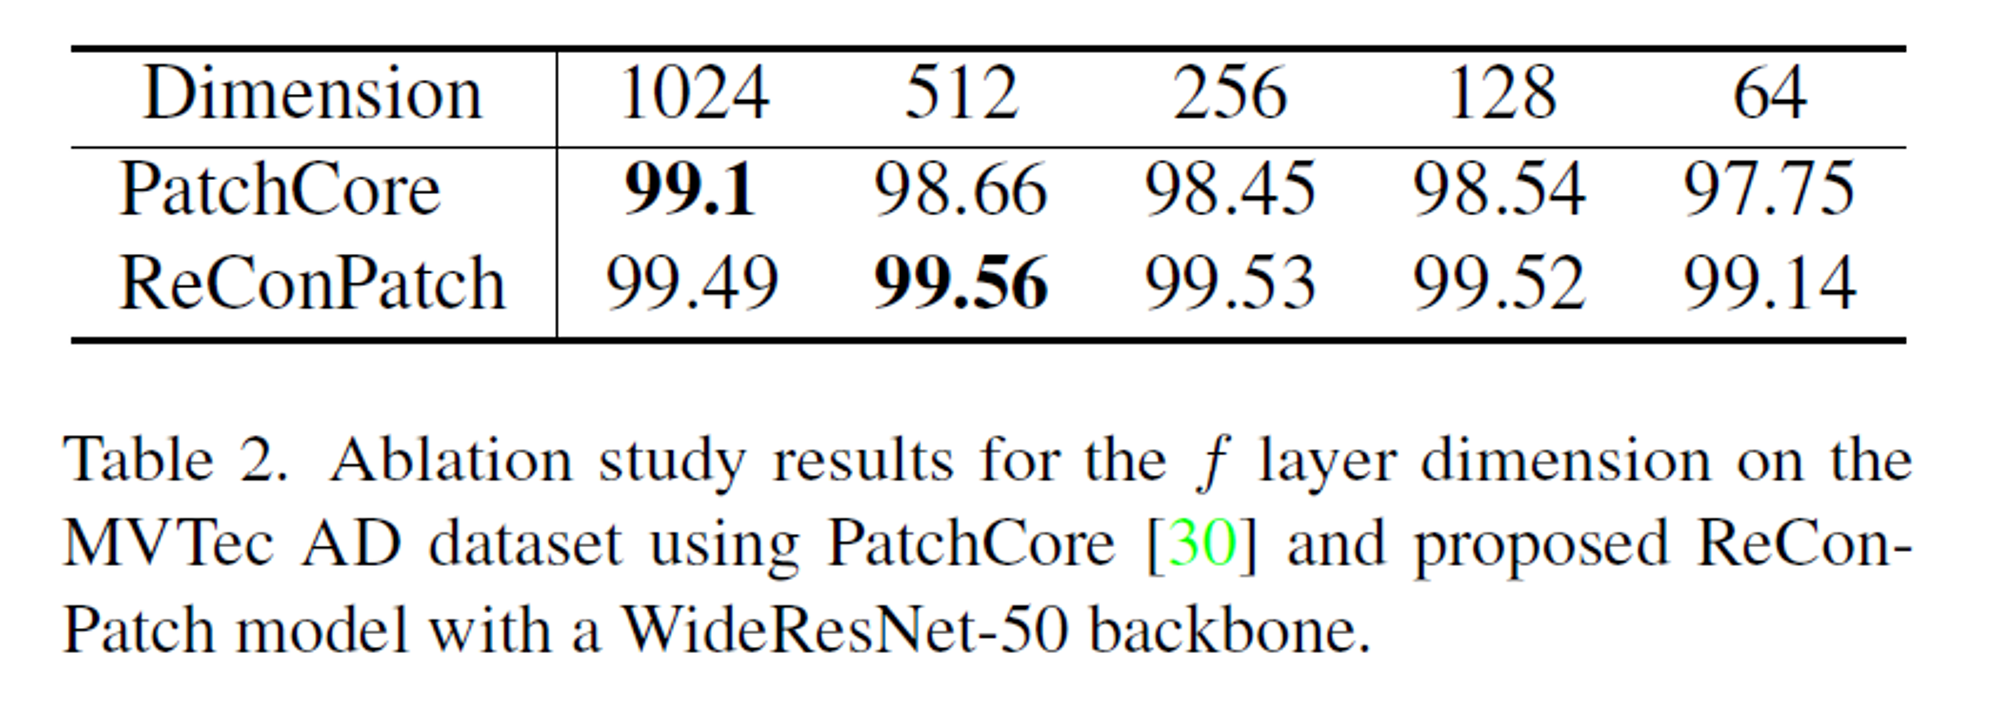 Dimension 1024 512 256 128 64
PatchCore 99.1 98.66 98.45 98.54 97.75
ReConPatch 99.49 99.56 99.53 99.52 99.14
Table 2. Ablation study results for the f layer dimension on the
MVTec AD dataset using PatchCore [30] and proposed ReCon-
Patch model with a WideResNet-50 backbone.